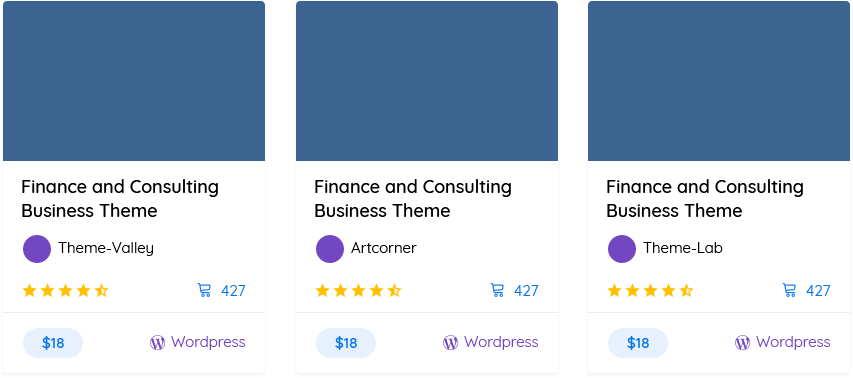 Finance and Consulting
Business Theme
Theme-Valley
427
$18
Wordpress
Finance and Consulting
Business Theme
Artcorner
427
$18
Wordpress
Finance and Consulting
Business Theme
Theme-Lab
427
$18
Wordpress